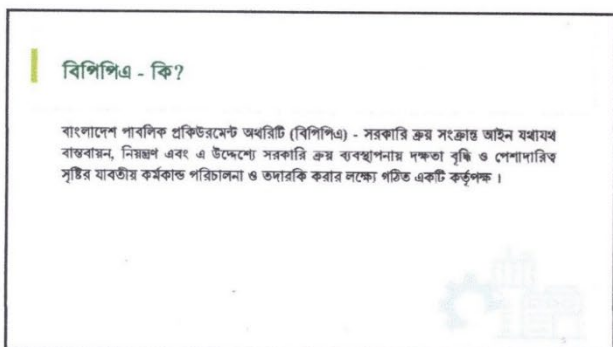 বিপিপিএ - কি?
বাংলাদেশ পাবলিক প্রকিউরমেন্ট অথরিটি (বিপিপিএ) - সরকারি ক্রয় সংক্রান্ত আইন যথাযথ
বাস্তবায়ন, নিয়ন্ত্রণ এবং এ উদ্দেশ্যে সরকারি ক্রয় ব্যবস্থাপনায় দক্ষতা বৃদ্ধি ও পেশাদারিত্ব
সৃষ্টির যাবতীয় কর্মকান্ড পরিচালনা ও তদারকি করার লক্ষ্যে গঠিত একটি কর্তৃপক্ষ ।